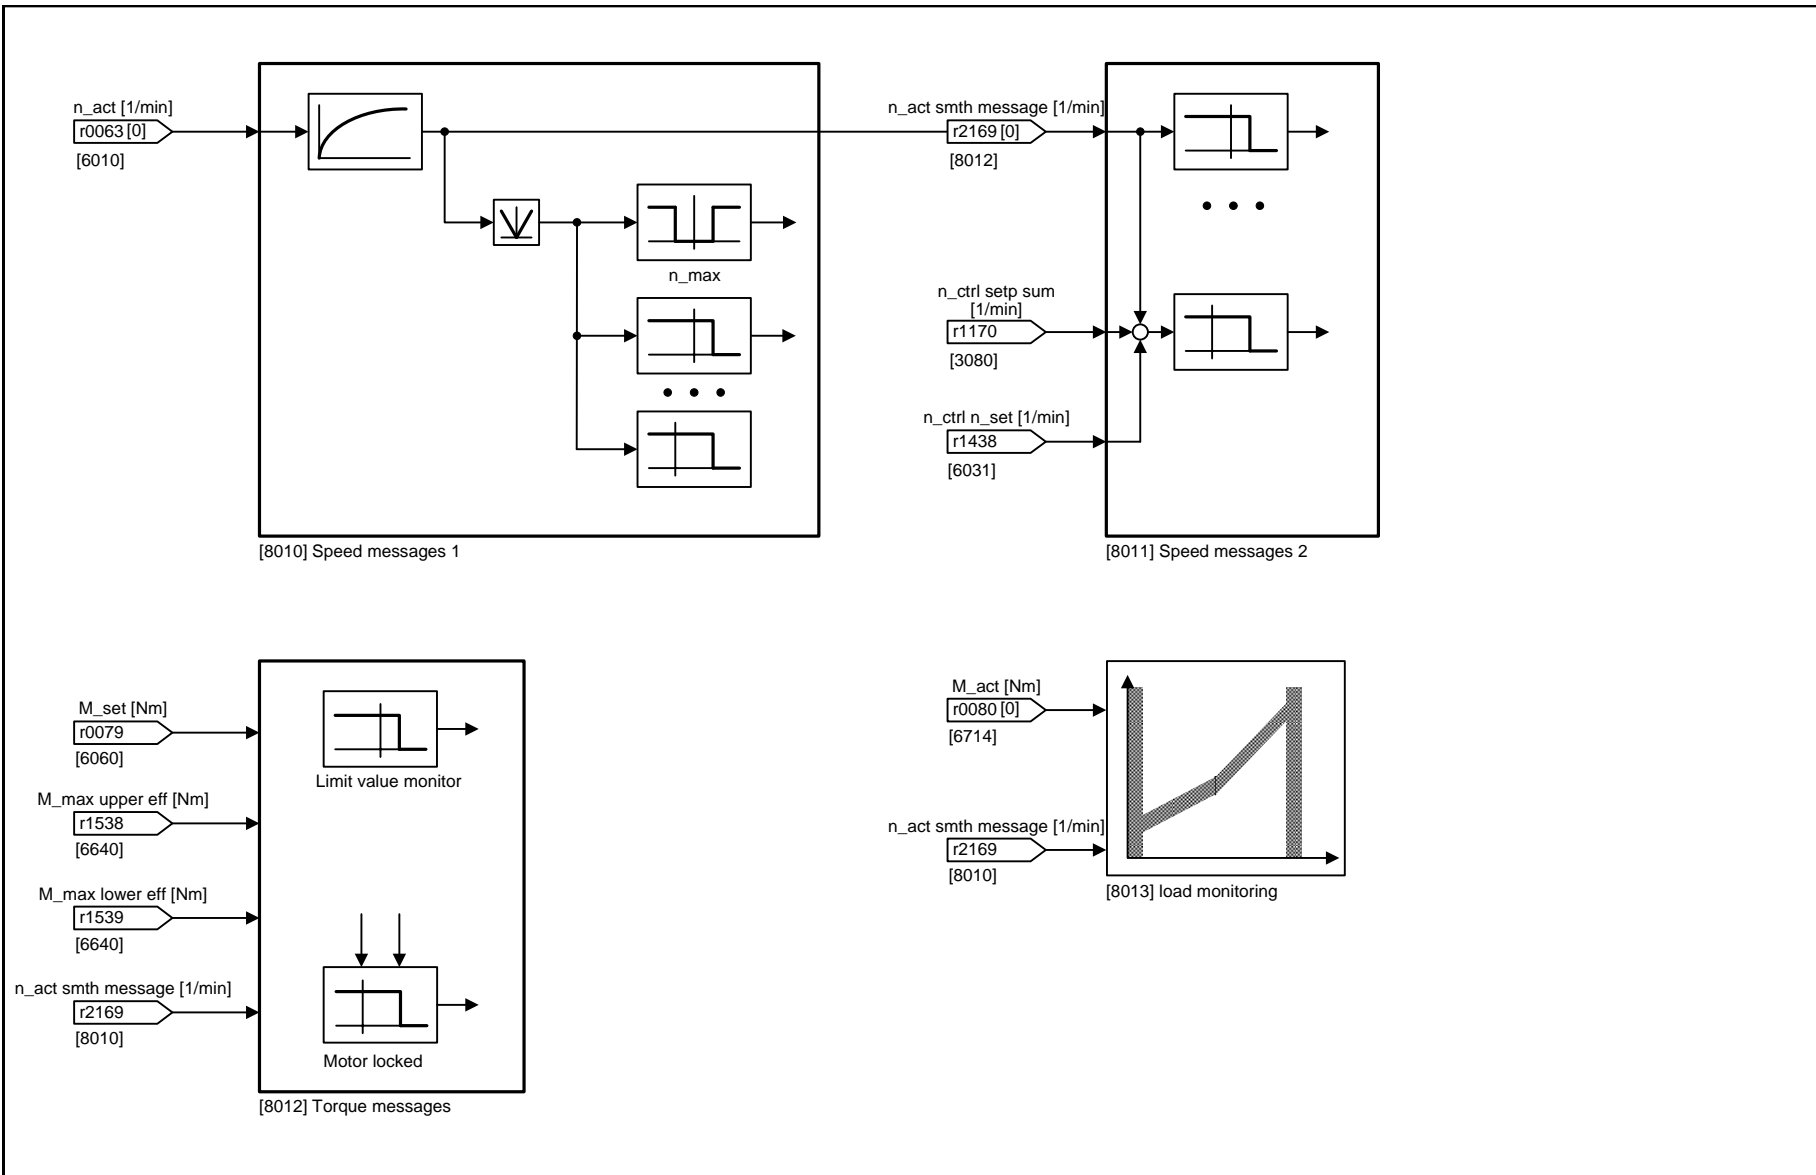 n_act [1/min]
r0063 [0]
[6010]
n_max
[8010] Speed messages 1
n_act smth message [1/min]
r2169 [0]
[8012]
n_ctrl setp sum
[1/min]
r1170
[3080]
n_ctrl n_set [1/min]
r1438
[6031]
[8011] Speed messages 2
M_set [Nm]
r0079
[6060]
M_max upper eff [Nm]
r1538
[6640]
M_max lower eff [Nm]
r1539
[6640]
n_act smth message [1/min]
r2169
[8010]
Limit value monitor
Motor locked
[8012] Torque messages
M_act [Nm]
r0080 [0]
[6714]
n_act smth message [1/min]
r2169
[8010]
[8013] load monitoring